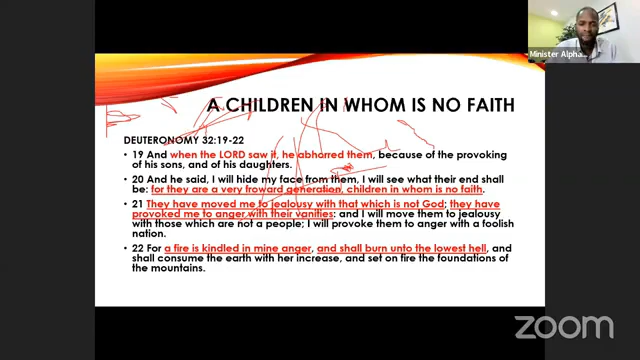 Minister Alpha...
A CHILDREN IN WHOM IS NO FAITH
DEUTERONOMY 32:19-22
• 19 And when the LORD saw it, he abhorred them, because of the provoking
of his sons, and of his daughters.
• 20 And he said, I will hide my face from them, I will see what their end shall
be: for they are a very froward generation, children in whom is no faith.
• 21 They have moved me to jealousy with that which is not God; they have
provoked me to anger with their vanities: and I will move them to jealousy
with those which are not a people; I will provoke them to anger with a foolish
nation.
• 22 For a fire is kindled in mine anger, and shall burn unto the lowest hell, and
shall consume the earth with her increase, and set on fire the foundations of
the mountains.
zoom